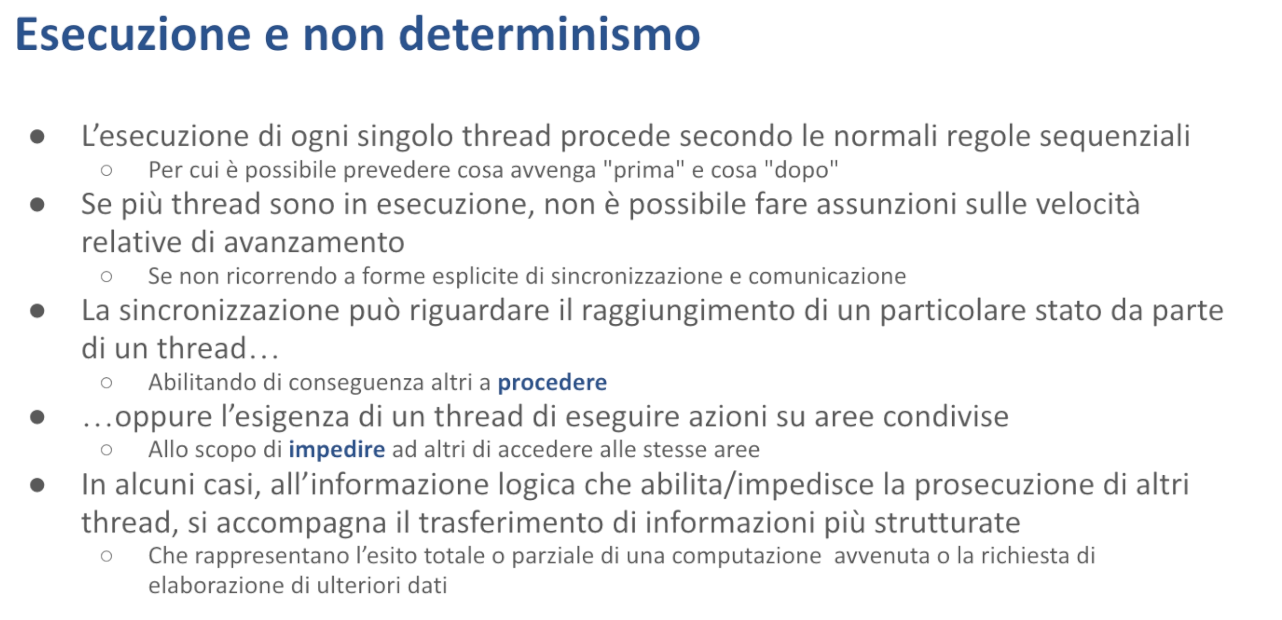 Esecuzione e non determinismo
● L'esecuzione di ogni singolo thread procede secondo le normali regole sequenziali
○ Per cui è possibile prevedere cosa avvenga "prima" e cosa "dopo"
● Se più thread sono in esecuzione, non è possibile fare assunzioni sulle velocità
relative di avanzamento
○ Se non ricorrendo a forme esplicite di sincronizzazione e comunicazione
● La sincronizzazione può riguardare il raggiungimento di un particolare stato da parte
di un thread…
○ Abilitando di conseguenza altri a procedere
● …oppure l'esigenza di un thread di eseguire azioni su aree condivise
○ Allo scopo di impedire ad altri di accedere alle stesse aree
● In alcuni casi, all'informazione logica che abilita/impedisce la prosecuzione di altri
thread, si accompagna il trasferimento di informazioni più strutturate
○ Che rappresentano l'esito totale o parziale di una computazione avvenuta o la richiesta di
elaborazione di ulteriori dati